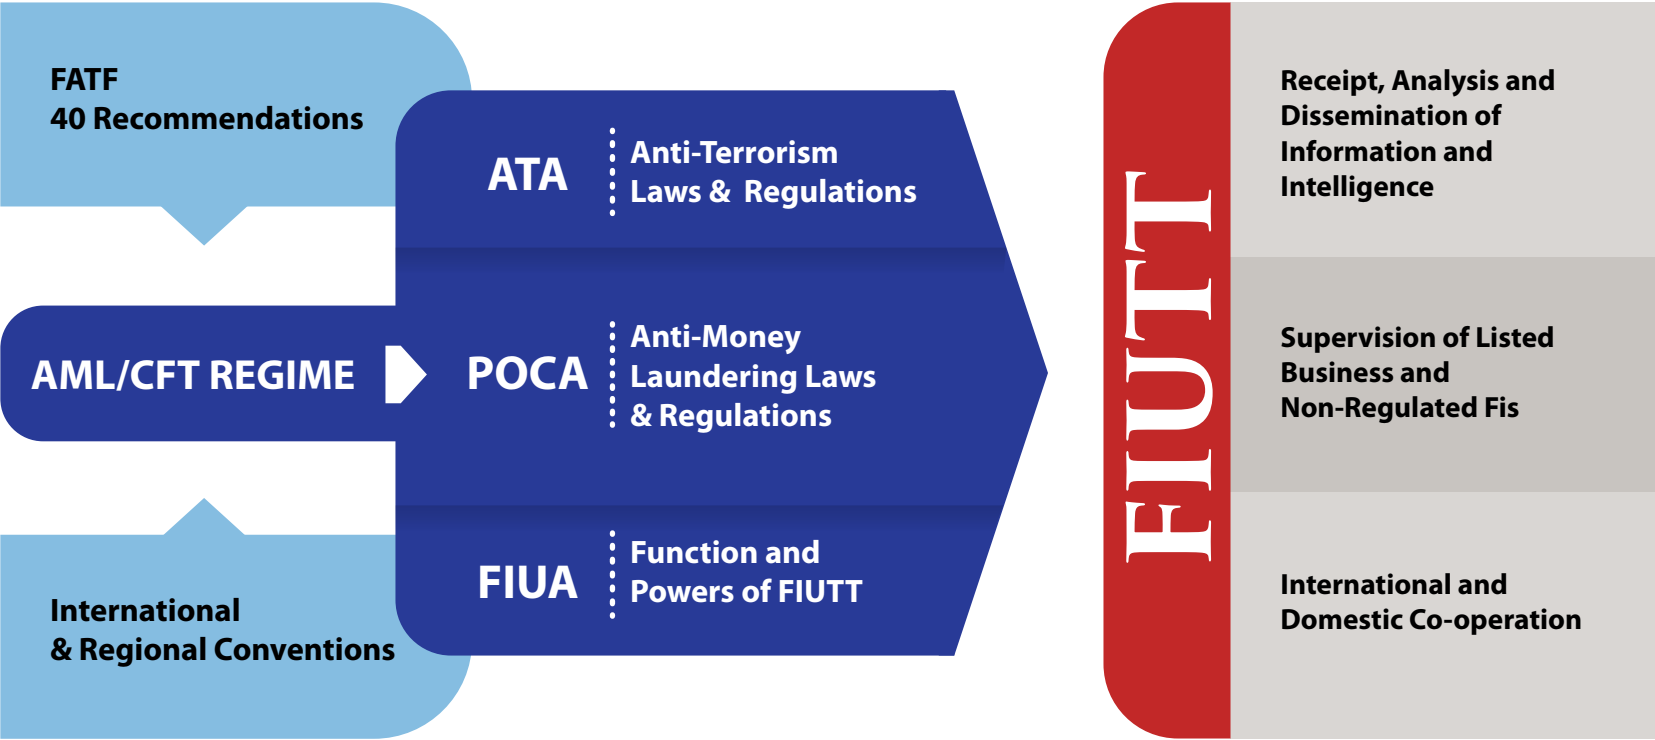 FATF
40 Recommendations
AML/CFT REGIME
International
& Regional Conventions
ATA
Anti-Terrorism
Laws & Regulations
POCA
Anti-Money
Laundering Laws
& Regulations
FIUA
Function and
Powers of FIUTT
FIUTT
Receipt, Analysis and
Dissemination of
Information and
Intelligence
Supervision of Listed
Business and
Non-Regulated Fis
International and
Domestic Co-operation